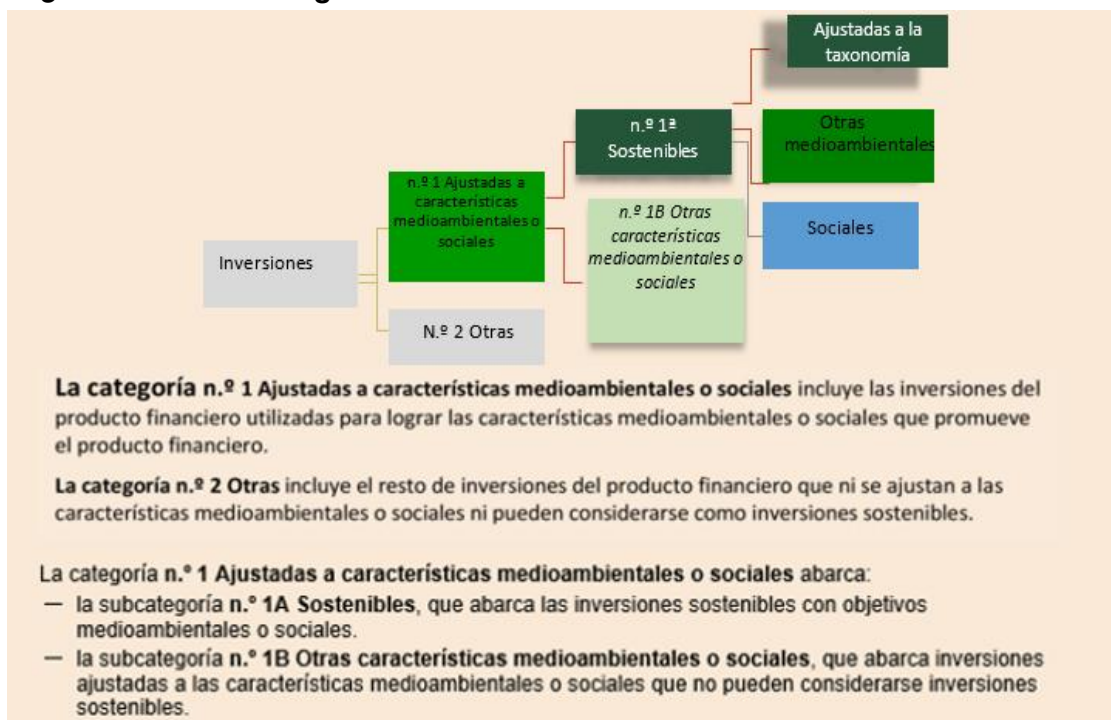 Ajustadas a la
taxonomía
n.º 1ª
Sostenibles
Otras
medioambientales
n.º 1 Ajustadas a
características
medioambientales o
sociales
n.º 1B Otras
características
medioambientales o
sociales
Sociales
Inversiones
N.º 2 Otras
La categoría n.º 1 Ajustadas a características medioambientales o sociales incluye las inversiones del
producto financiero utilizadas para lograr las características medioambientales o sociales que promueve
el producto financiero.
La categoría n.º 2 Otras incluye el resto de inversiones del producto financiero que ni se ajustan a las
características medioambientales o sociales ni pueden considerarse como inversiones sostenibles.
La categoría n.º 1 Ajustadas a características medioambientales o sociales abarca:
— la subcategoría n.º 1A Sostenibles, que abarca las inversiones sostenibles con objetivos
medioambientales o sociales.
— la subcategoría n.º 1B Otras características medioambientales o sociales, que abarca inversiones
ajustadas a las características medioambientales o sociales que no pueden considerarse inversiones
sostenibles.